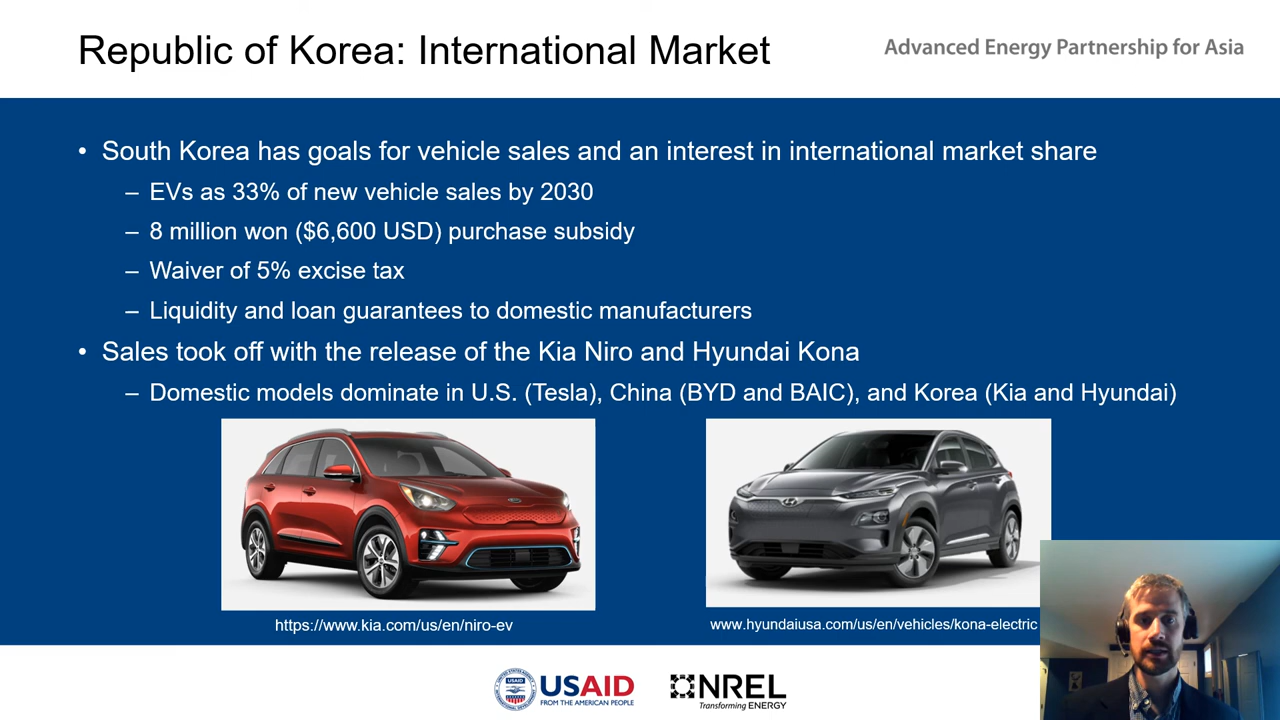 Republic of Korea: International Market
Advanced Energy Partnership for Asia
• South Korea has goals for vehicle sales and an interest in international market share
– EVs as 33% of new vehicle sales by 2030
– 8 million won ($6,600 USD) purchase subsidy
– Waiver of 5% excise tax
– Liquidity and loan guarantees to domestic manufacturers
• Sales took off with the release of the Kia Niro and Hyundai Kona
– Domestic models dominate in U.S. (Tesla), China (BYD and BAIC), and Korea (Kia and Hyundai)
https://www.kia.com/us/en/niro-ev
www.hyundaiusa.com/us/en/vehicles/kona-electric
USAID
USAID
FROM THE AMERICAN PEOPLE
NREL
Transforming ENERGY